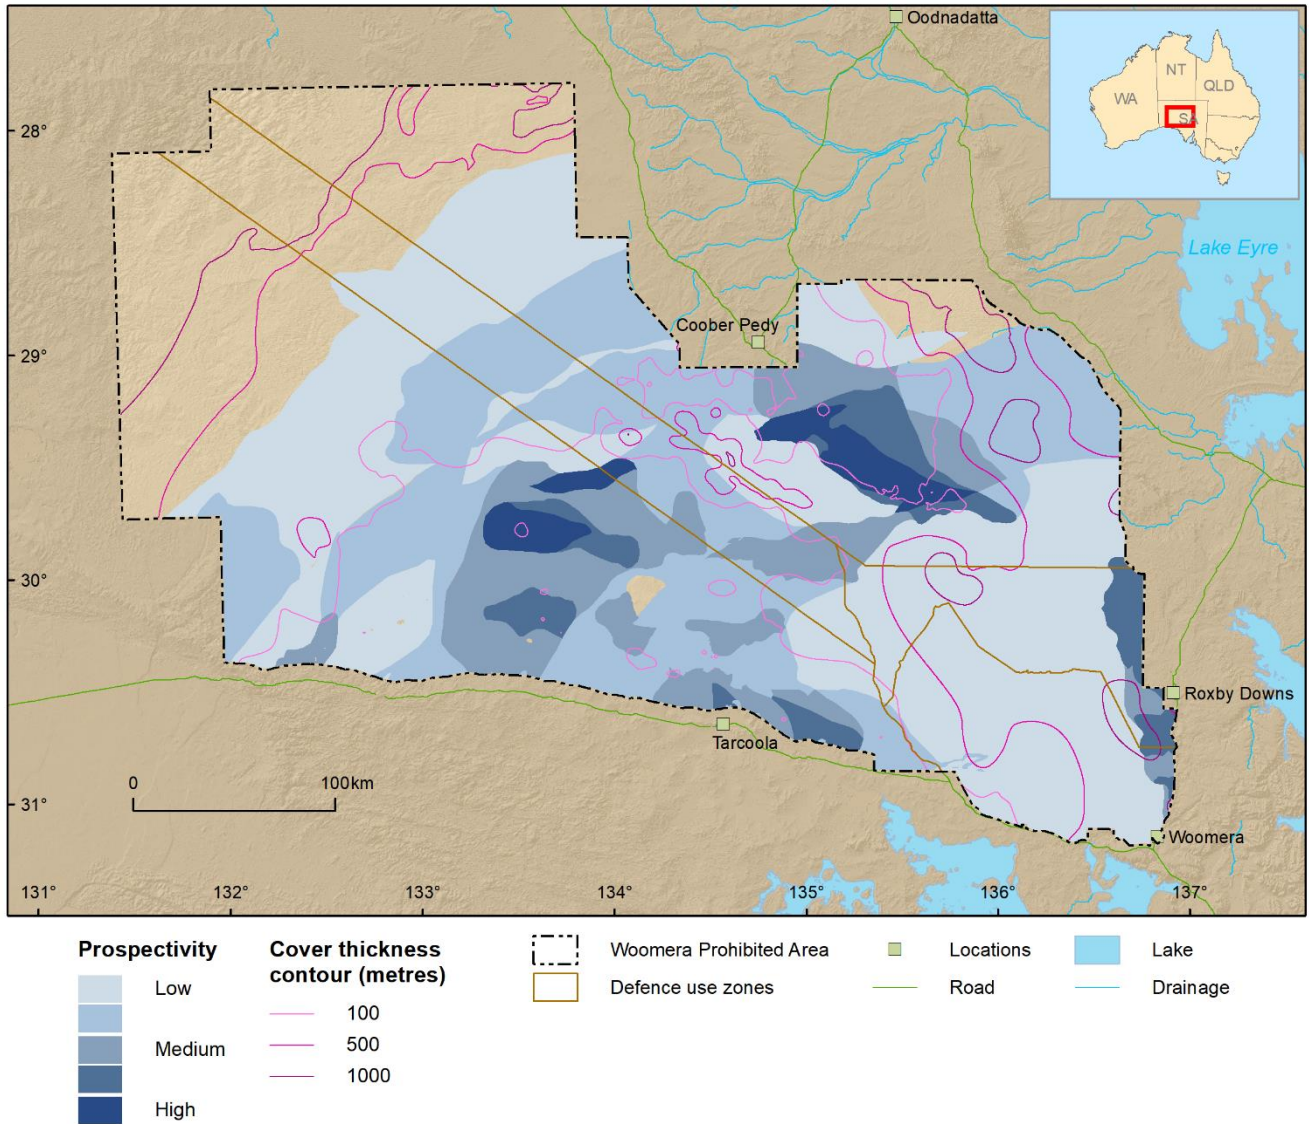 Oodnadatta
NT
QLD
WA
SA
28°
Lake Eyre
Coober Pedy
29°
30°
Roxby Downs
Tarcoola
0
100km
31°
Woomera
131°
132°
133°
134°
135°
136°
137°
Prospectivity
Low
Medium
High
Cover thickness
contour (metres)
100
500
1000
Woomera Prohibited Area
Defence use zones
Locations
Road
Lake
Drainage